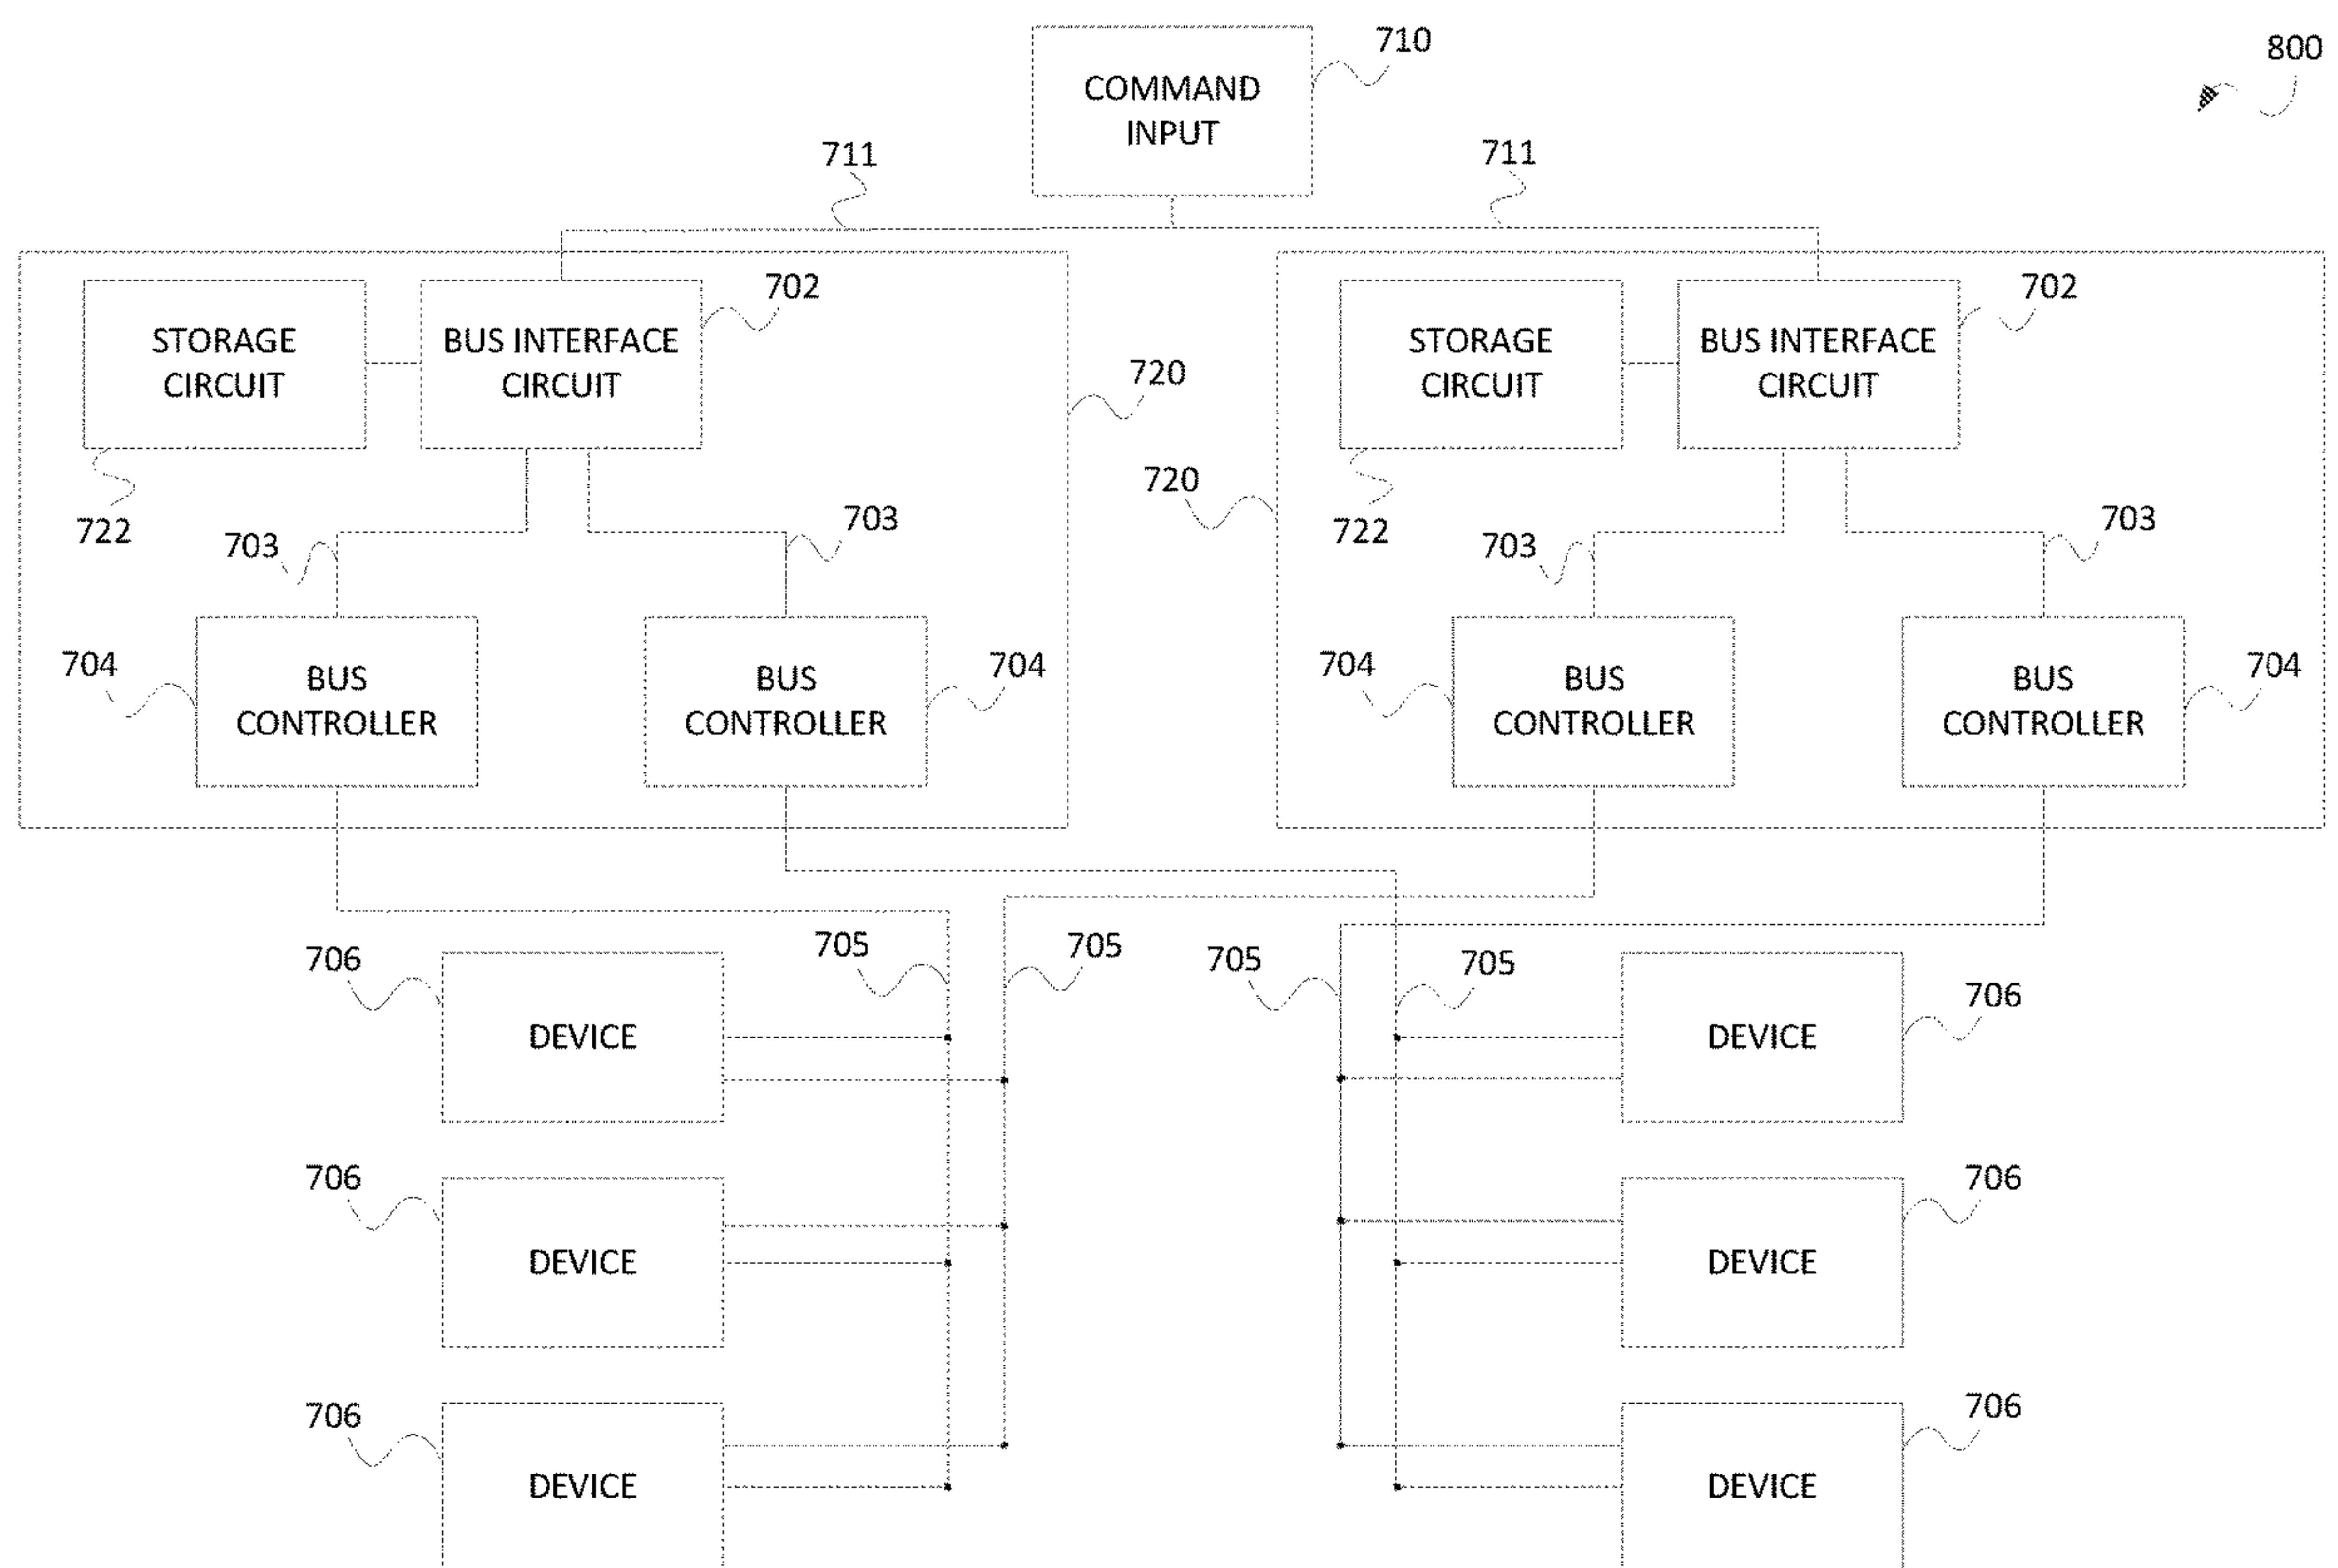 710
800
COMMAND
INPUT
711
711
702
702
STORAGE
CIRCUIT
BUS INTERFACE
CIRCUIT
STORAGE
CIRCUIT
BUS INTERFACE
CIRCUIT
720
720
722
703
703
722
703
703
704
BUS
CONTROLLER
BUS
CONTROLLER
704
704
BUS
CONTROLLER
BUS
CONTROLLER
704
706
705
705
705
705
706
DEVICE
DEVICE
706
706
DEVICE
DEVICE
706
706
DEVICE
DEVICE